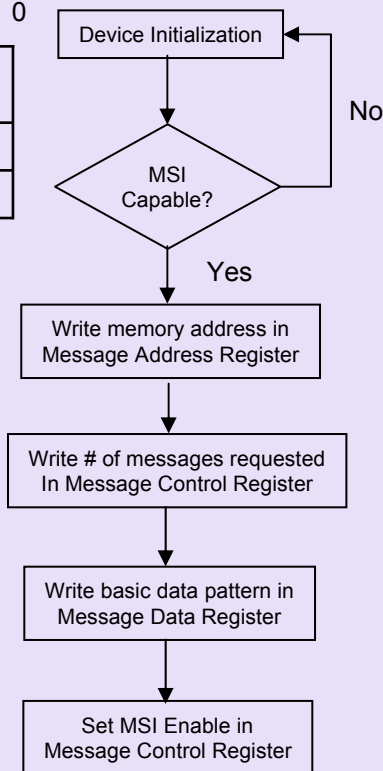 0
Device Initialization
No
MSI
Capable?
Yes
Write memory address in
Message Address Register
Write # of messages requested
In Message Control Register
Write basic data pattern in
Message Data Register
Set MSI Enable in
Message Control Register